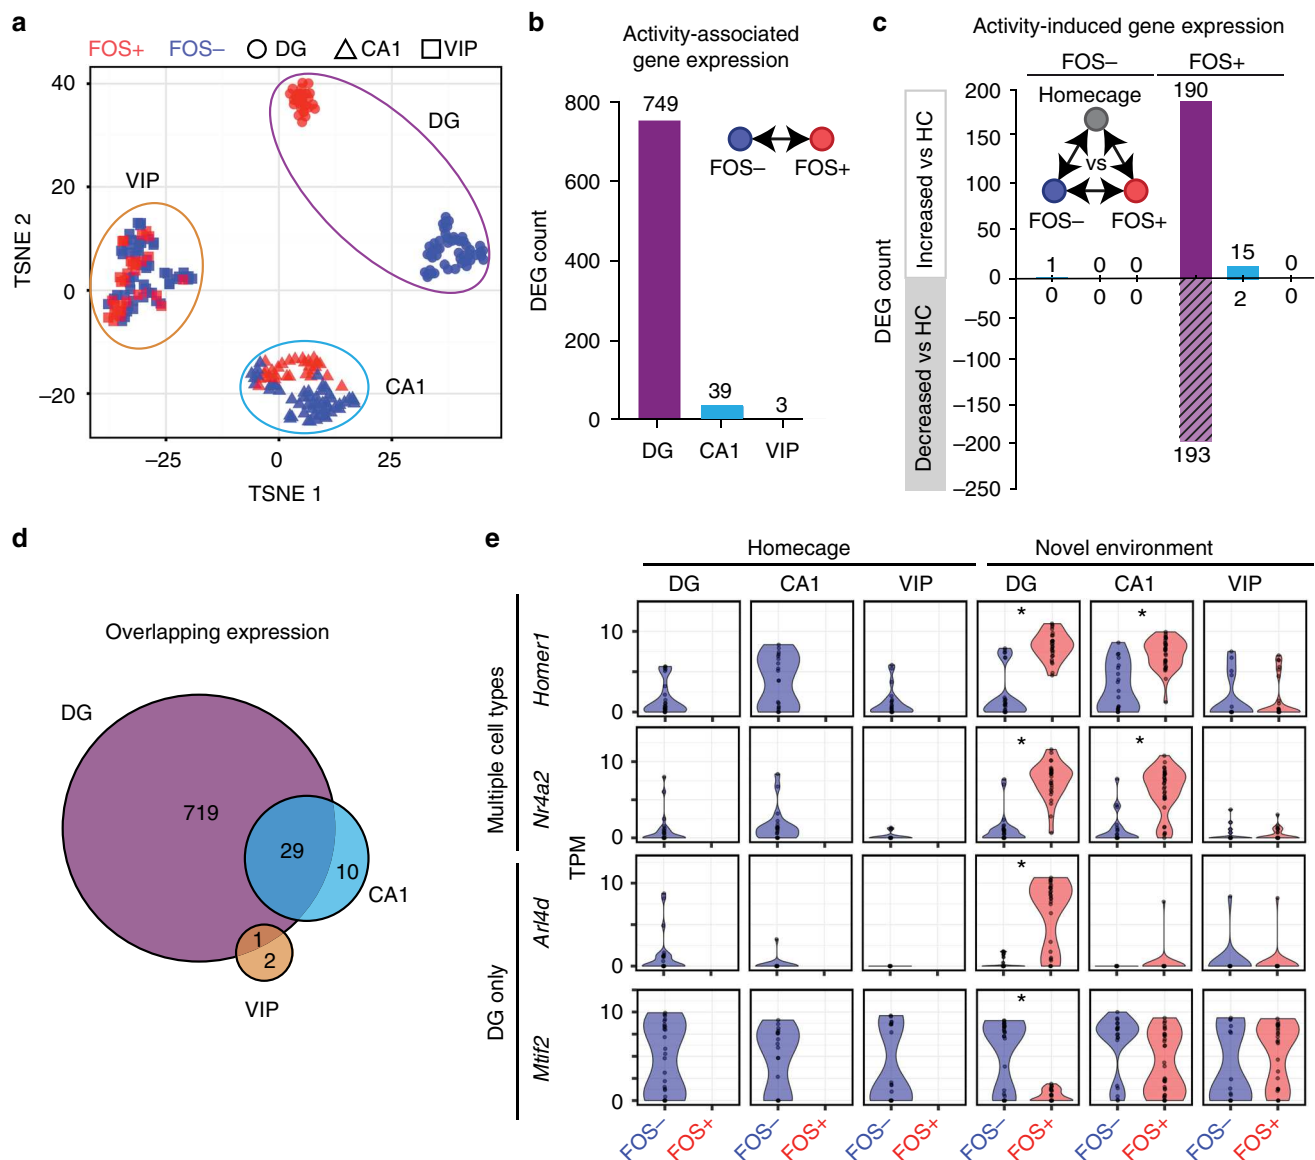 a
FOS+ FOS– DG CA1 VIP
40
20
0
–20
–25 0 25
TSNE 2
TSNE 1
DG
VIP
CA1
b
Activity-associated
gene expression
800
600
400
200
0
DEG count
749
39
3
FOS– FOS+
DG CA1 VIP
c
Activity-induced gene expression
FOS– FOS+
200
150
100
50
0
–50
–100
–150
–200
–250
DEG count
Increased vs HC
Decreased vs HC
Homecage
vs
FOS– FOS+
1 0 0 190 15 0
0 0 0 193 2 0
d
Overlapping expression
DG
719
29
10
CA1
1
2
VIP
e
Homecage Novel environment
DG CA1 VIP DG CA1 VIP
Multiple cell types
DG only
TPM
Homer1
10
0
* *
Nr4a2
10
0
* *
Arl4d
10
0
*
Mtif2
10
0
*
FOS– FOS+ FOS– FOS+ FOS– FOS+ FOS– FOS+ FOS– FOS+ FOS– FOS+